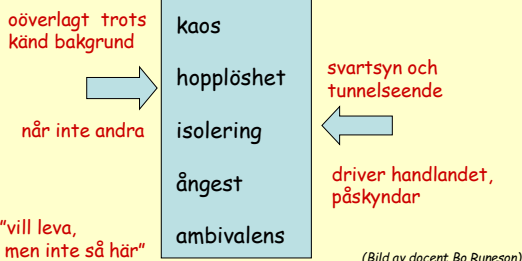 oöverlagt trots
känd bakgrund
kaos
hopplöshet
svartsyn och
tunnelseende
når inte andra
isolering
ångest
driver handlandet,
påskyndar
"vill leva,
men inte så här"
ambivalens
(Bild av docent Bo Runeson)